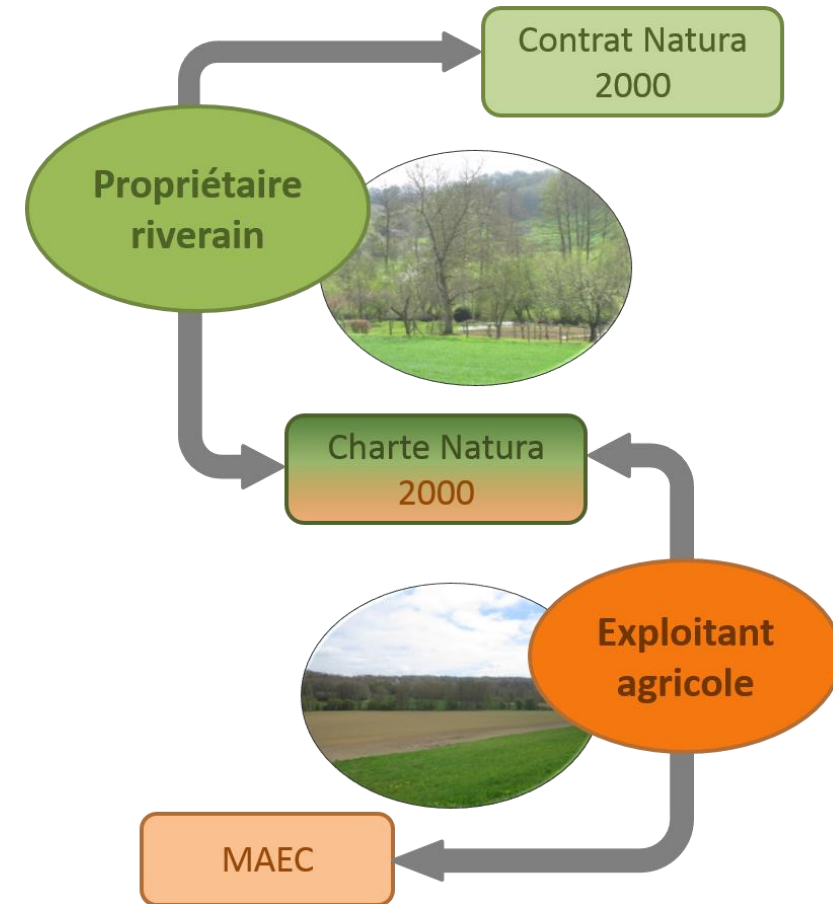 Contrat Natura
2000
Propriétaire
riverain
Charte Natura
2000
Exploitant
agricole
MAEC